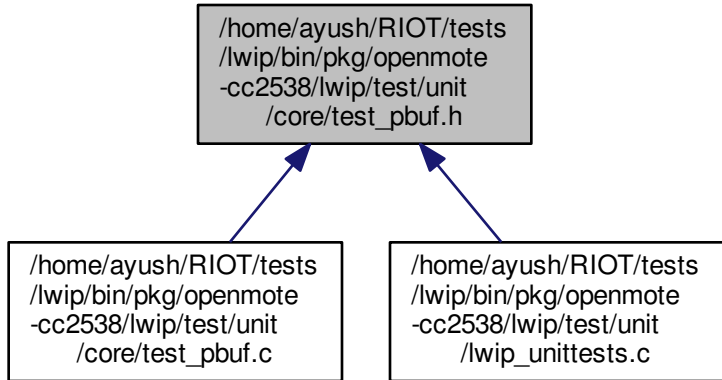 /home/ayush/RIOT/tests
/lwip/bin/pkg/openmote
-cc2538/lwip/test/unit
/core/test_pbuf.h
/home/ayush/RIOT/tests
/lwip/bin/pkg/openmote
-cc2538/lwip/test/unit
/core/test_pbuf.c
/home/ayush/RIOT/tests
/lwip/bin/pkg/openmote
-cc2538/lwip/test/unit
/lwip_unittests.c